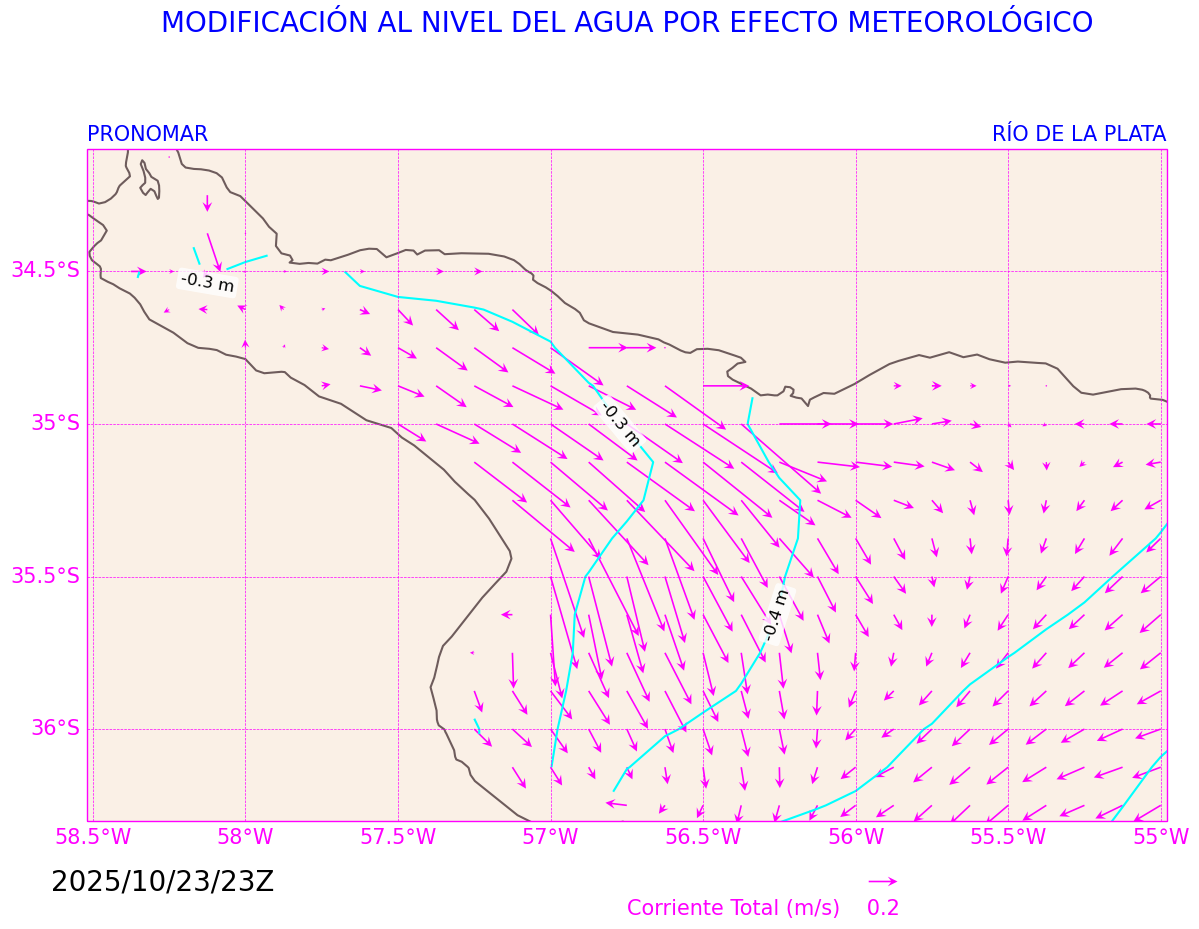 MODIFICACIÓN AL NIVEL DEL AGUA POR EFECTO METEOROLÓGICO
PRONOMAR
RÍO DE LA PLATA
34.5°S
35°S
35.5°S
36°S
-0.3 m
-0.3 m
-0.4 m
58.5°W
58°W
57.5°W
57°W
56.5°W
56°W
55.5°W
55°W
2025/10/23/23Z
Corriente Total (m/s)
0.2